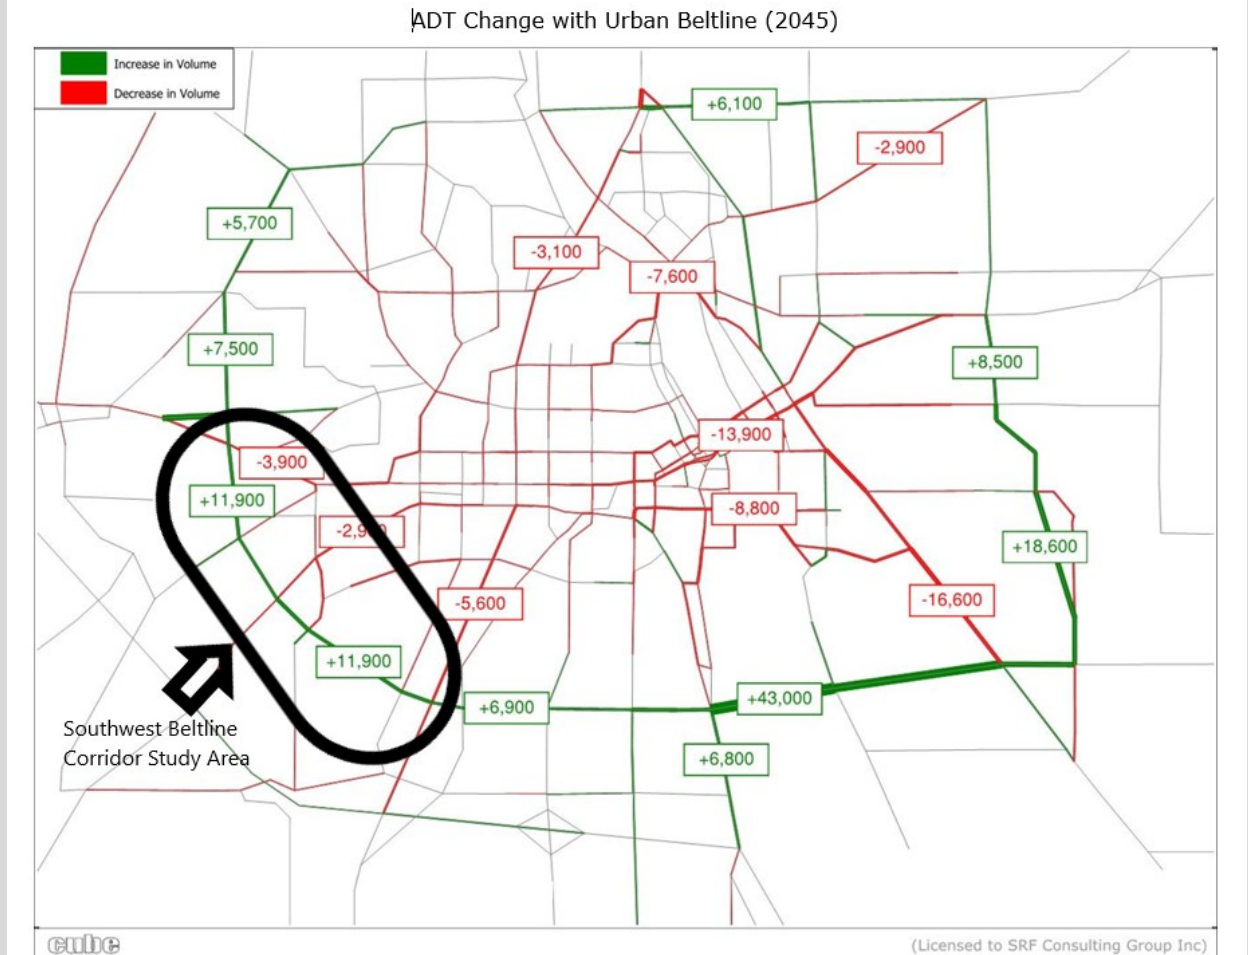 ADT Change with Urban Beltline (2045)
Increase in Volume
Decrease in Volume
+6,100
-2,900
+5,700
-3,100
-7,600
+7,500
+8,500
-13,900
-3,900
+11,900
-8,800
-2,900
+18,600
-5,600
-16,600
+11,900
+43,000
+6,900
Southwest Beltline
Corridor Study Area
+6,800
cube
(Licensed to SRF Consulting Group Inc)